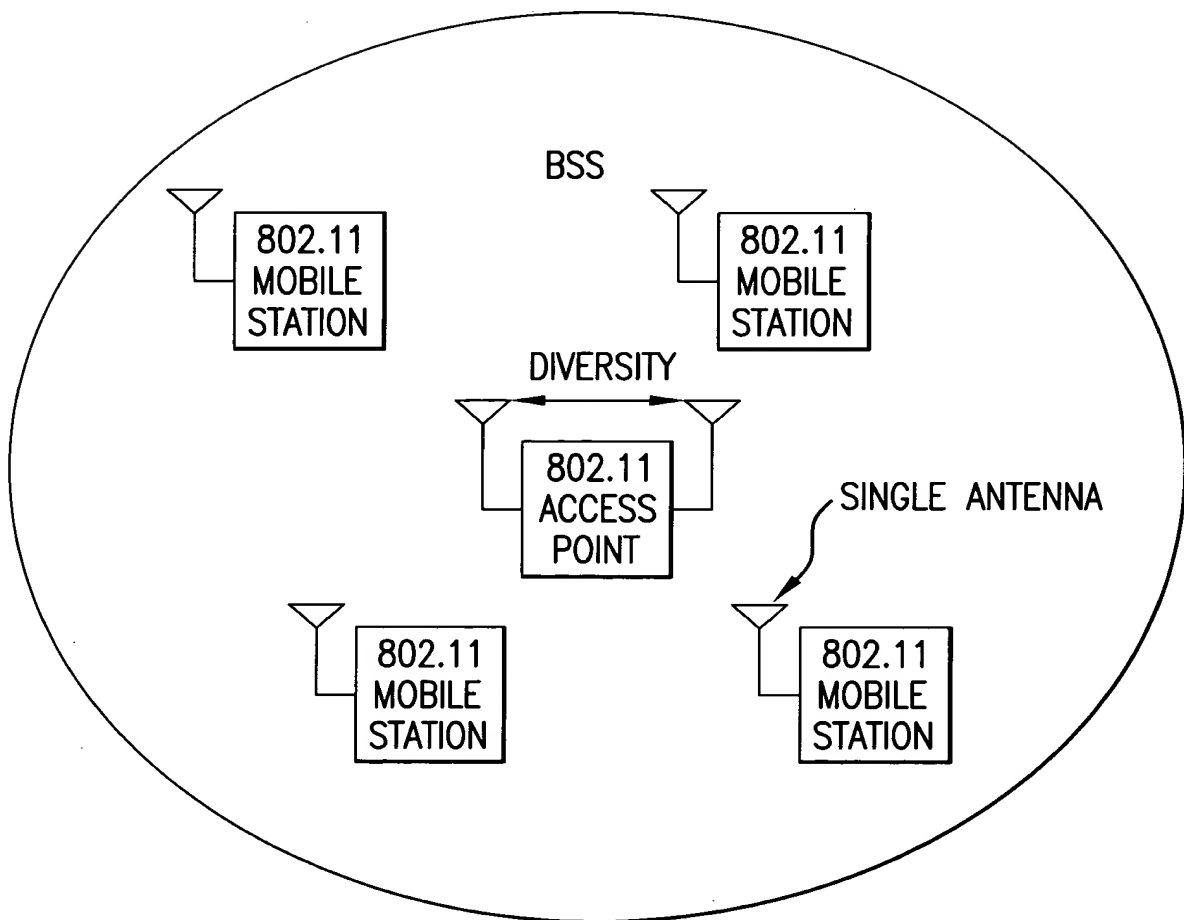 BSS
802.11
MOBILE
STATION
802.11
MOBILE
STATION
DIVERSITY
802.11
ACCESS
POINT
SINGLE ANTENNA
802.11
MOBILE
STATION
802.11
MOBILE
STATION